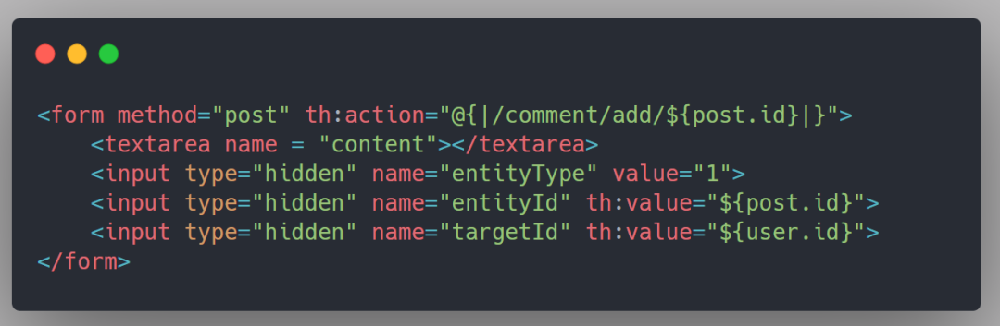 <form method="post" th:action="@{|/comment/add/${post.id}|}">
    <textarea name = "content"></textarea>
    <input type="hidden" name="entityType" value="1">
    <input type="hidden" name="entityId" th:value="${post.id}">
    <input type="hidden" name="targetId" th:value="${user.id}">
</form>